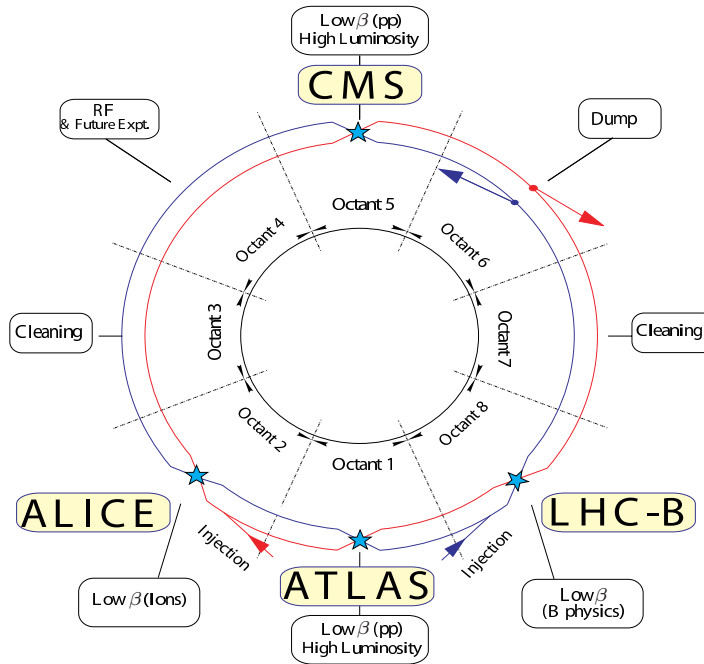 Low β (pp)
High Luminosity
CMS
RF
& Future Expt.
Dump
Octant 5
Octant 4
Octant 6
Cleaning
Octant 3
Octant 7
Cleaning
Octant 2
Octant 8
Octant 1
ALICE
LHC-B
Injection
Injection
ATLAS
Low β (Ions)
Low β
(B physics)
Low β (pp)
High Luminosity